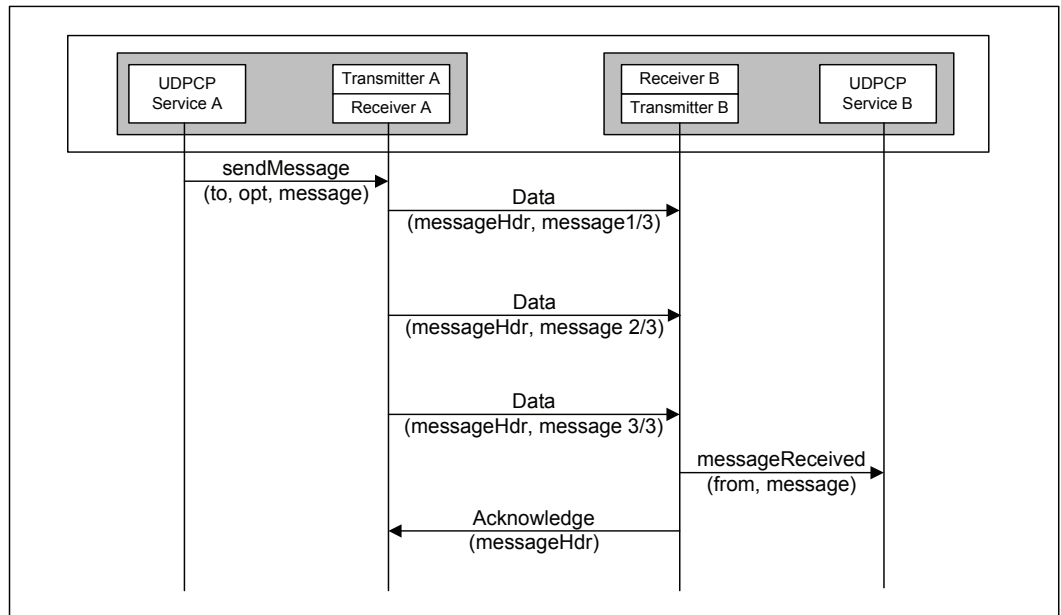 UDPCP
Service A
Transmitter A
Receiver A
Receiver B
Transmitter B
UDPCP
Service B
sendMessage
(to, opt, message)
Data
(messageHdr, message1/3)
Data
(messageHdr, message 2/3)
Data
(messageHdr, message 3/3)
messageReceived
(from, message)
Acknowledge
(messageHdr)